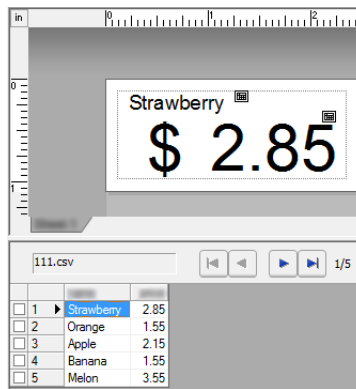 in 0 1 2
0
Strawberry
$ 2.85
1
111.csv 1/5
1 Strawberry 2.85
2 Orange 1.55
3 Apple 2.15
4 Banana 1.55
5 Melon 3.55